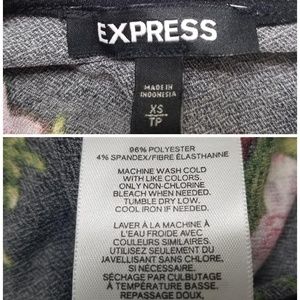 EXPRESS
MADE IN
INDONESIA
XS
TP
96% POLYESTER
4% SPANDEX/FIBRE ÉLASTHANNE
MACHINE WASH COLD
WITH LIKE COLORS.
ONLY NON-CHLORINE
BLEACH WHEN NEEDED.
TUMBLE DRY LOW.
COOL IRON IF NEEDED.
LAVER À LA MACHINE À
L'EAU FROIDE AVEC
COULEURS SIMILAIRES.
UTILISEZ SEULEMENT DU
JAVELLISANT SANS CHLORE,
SI NÉCESSAIRE.
SÉCHAGE PAR CULBUTAGE
À TEMPÉRATURE BASSE.
REPASSAGE DOUX